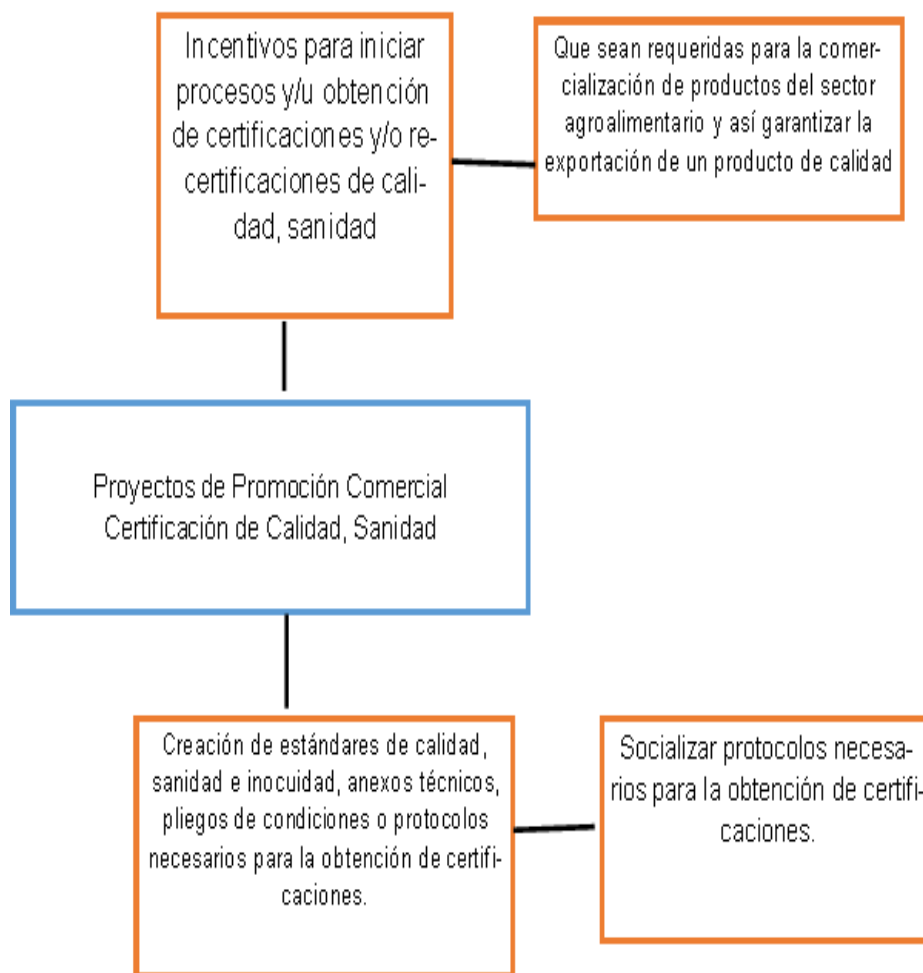 Incentivos para iniciar
procesos y/u obtención
de certificaciones y/o re-
certificaciones de cali-
dad, sanidad
Que sean requeridas para la comer-
cialización de productos del sector
agroalimentario y así garantizar la
exportación de un producto de calidad
Proyectos de Promoción Comercial
Certificación de Calidad, Sanidad
Creación de estándares de calidad,
sanidad e inocuidad, anexos técnicos,
pliegos de condiciones o protocolos
necesarios para la obtención de certifi-
caciones.
Socializar protocolos necesa-
rios para la obtención de certifi-
caciones.